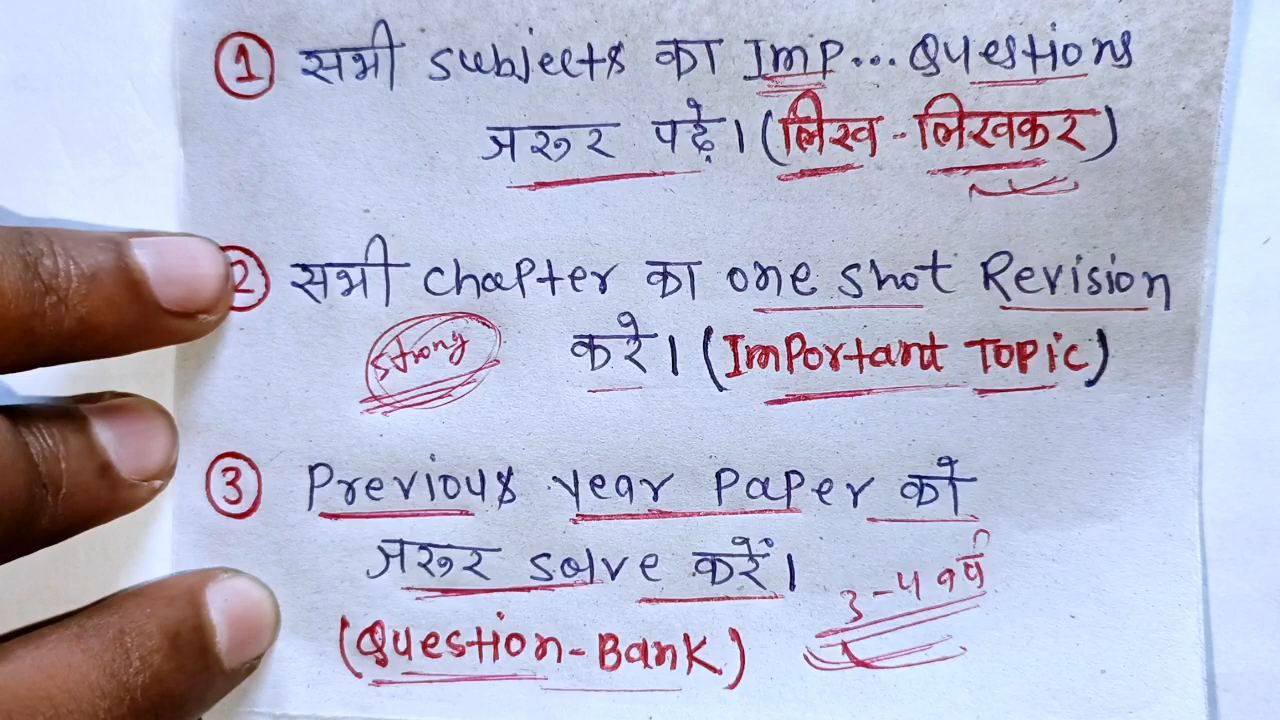 ① सभी subjects का Imp... Questions
जरूर पढ़े। (लिख - लिखकर)
② सभी chapter का one shot Revision
strong करे। (Important Topic)
③ Previous year Paper को
जरूर solve करें।
3-4 वर्ष
(Question-Bank)